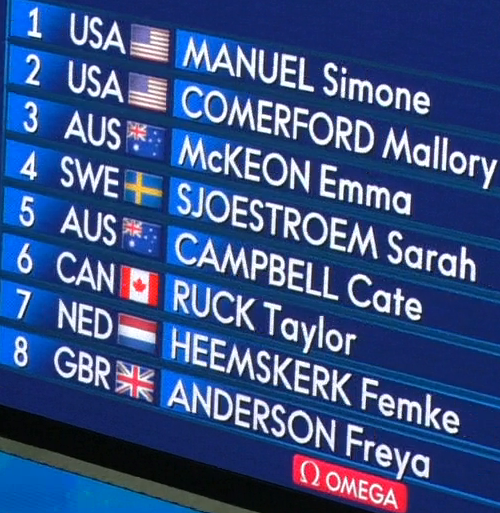 1 USA MANUEL Simone
2 USA COMERFORD Mallory
3 AUS McKEON Emma
4 SWE SJOESTROEM Sarah
5 AUS CAMPBELL Cate
6 CAN RUCK Taylor
7 NED HEEMSKERK Femke
8 GBR ANDERSON Freya
Ω OMEGA